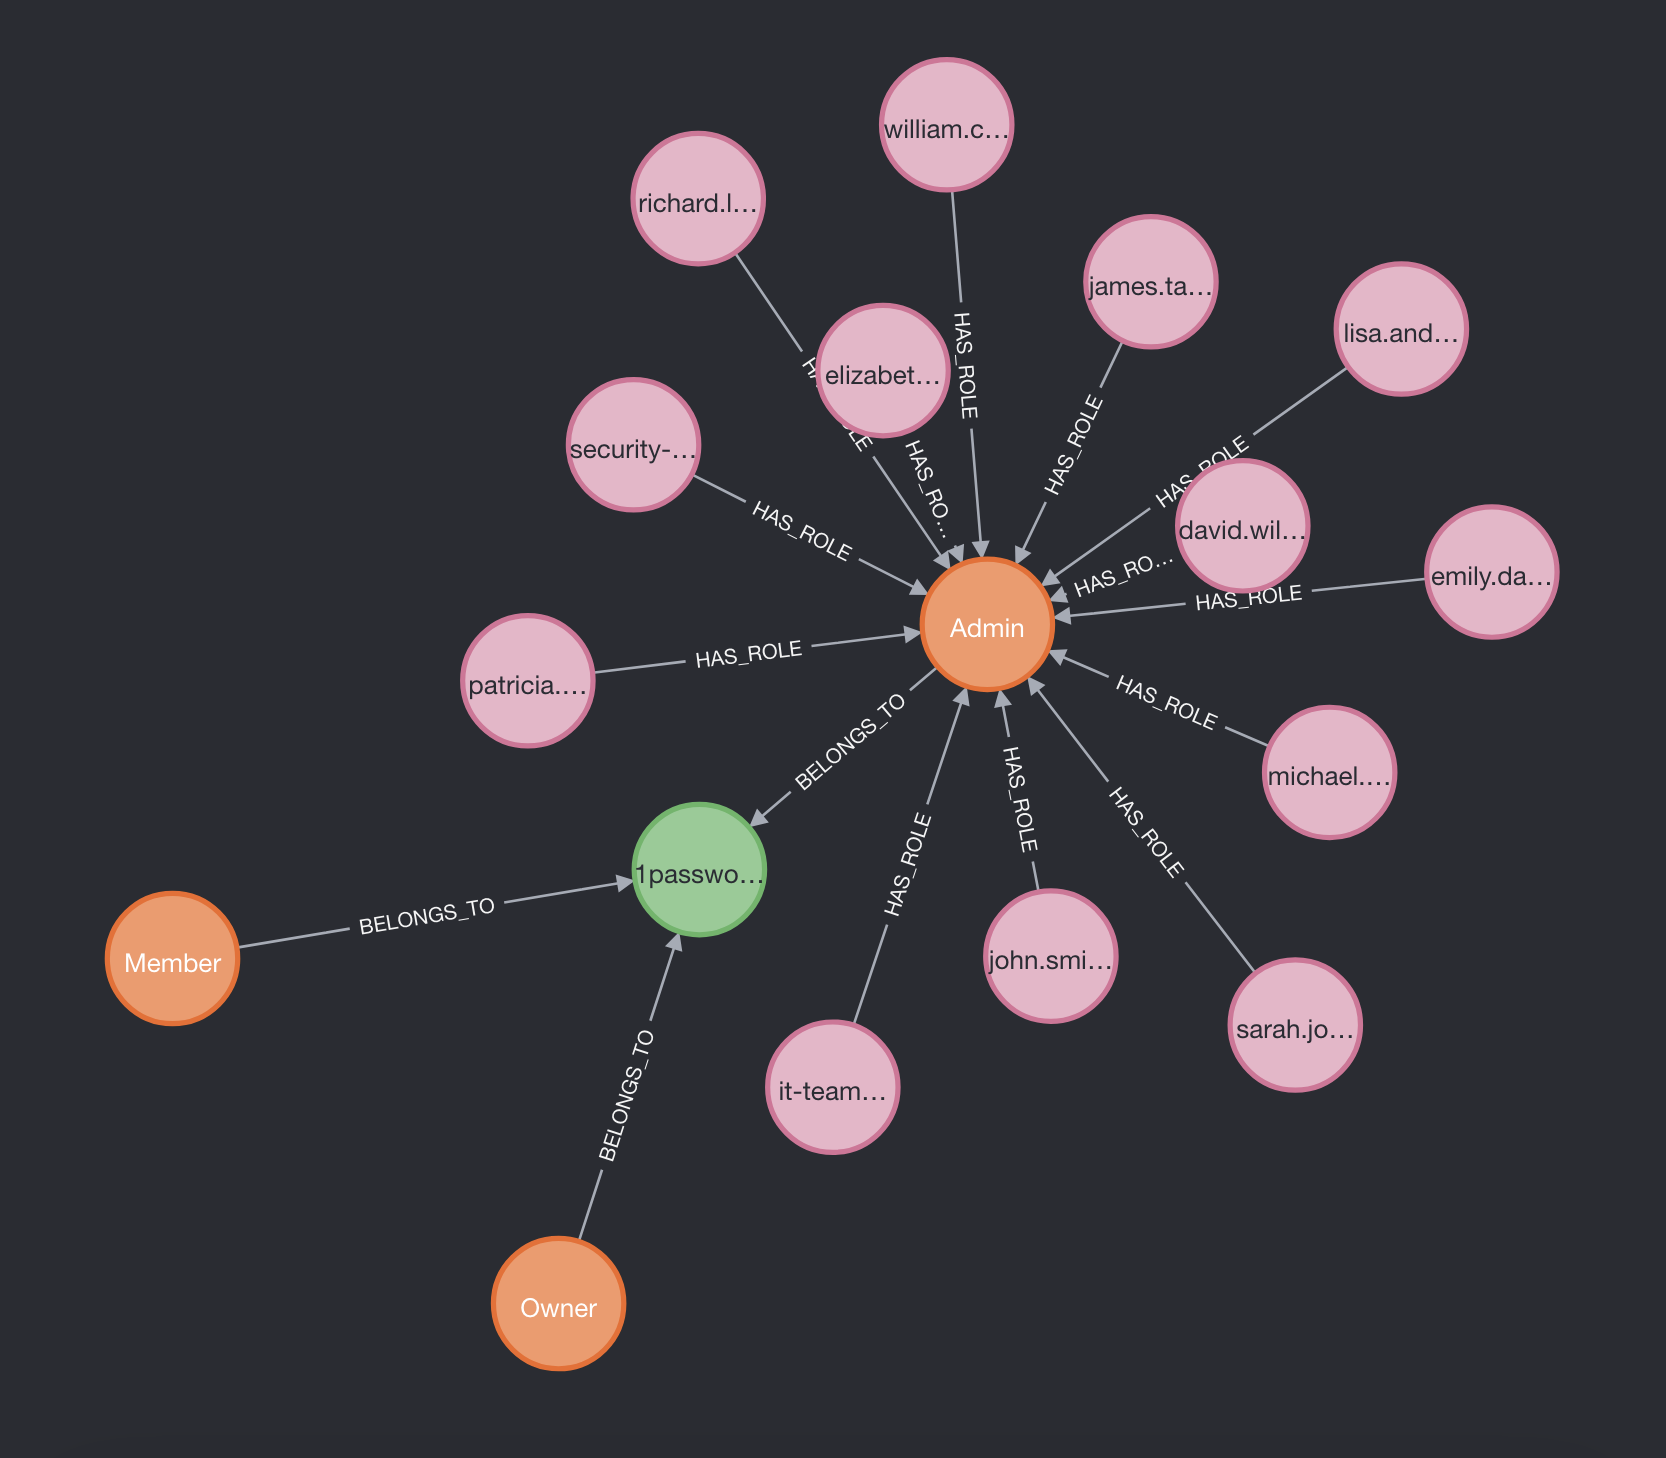 william.c...
richard.l...
james.ta...
lisa.and...
HAS_ROLE
elizabet...
HAS_ROLE
security-...
HAS_RO...
HAS_ROLE
david.wil...
HAS_ROLE
HAS_RO...
emily.da...
HAS_ROLE
Admin
HAS_ROLE
patricia....
HAS_ROLE
BELONGS_TO
michael....
HAS_ROLE
HAS_ROLE
HAS_ROLE
1passwo...
BELONGS_TO
Member
john.smi...
sarah.jo...
it-team...
BELONGS_TO
Owner